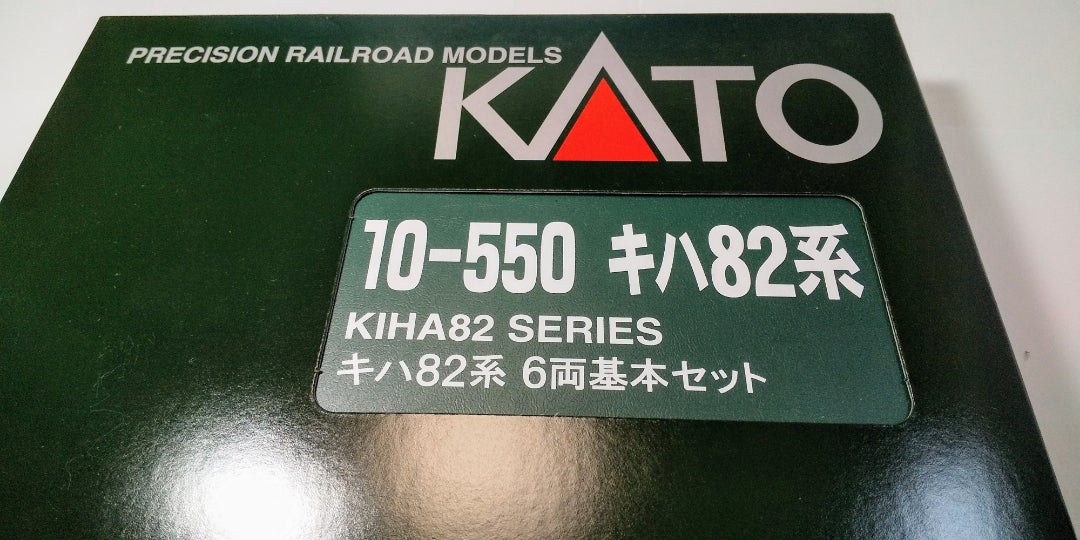 PRECISION RAILROAD MODELS
KATO
10-550 キハ82系
KIHA82 SERIES
キハ82系 6両基本セット